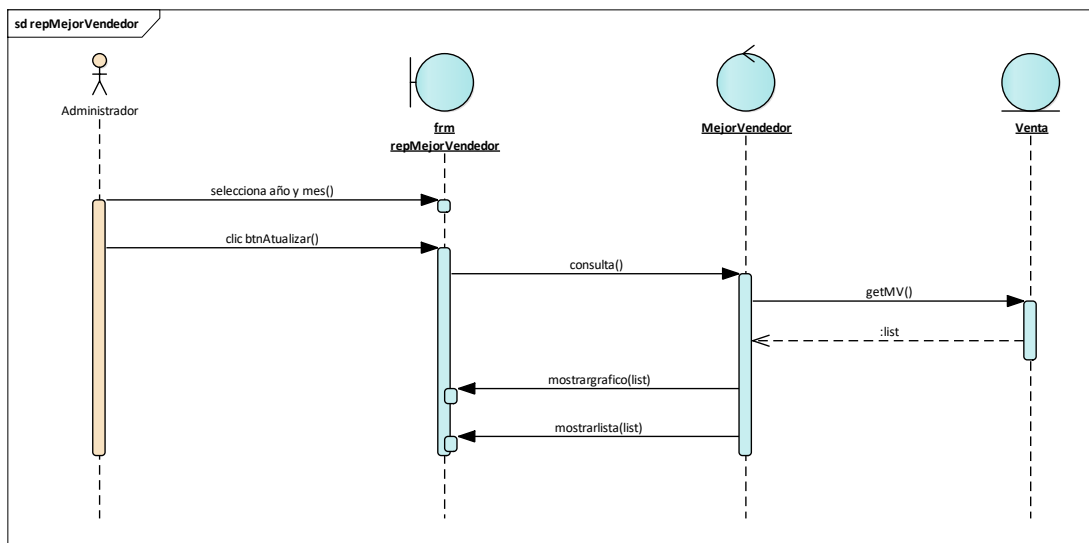 sd repMejorVendedor
Administrador
frm
repMejorVendedor
MejorVendedor
Venta
selecciona año y mes()
clic btnAtualizar()
consulta()
getMV()
:list
mostrargrafico(list)
mostrarlista(list)